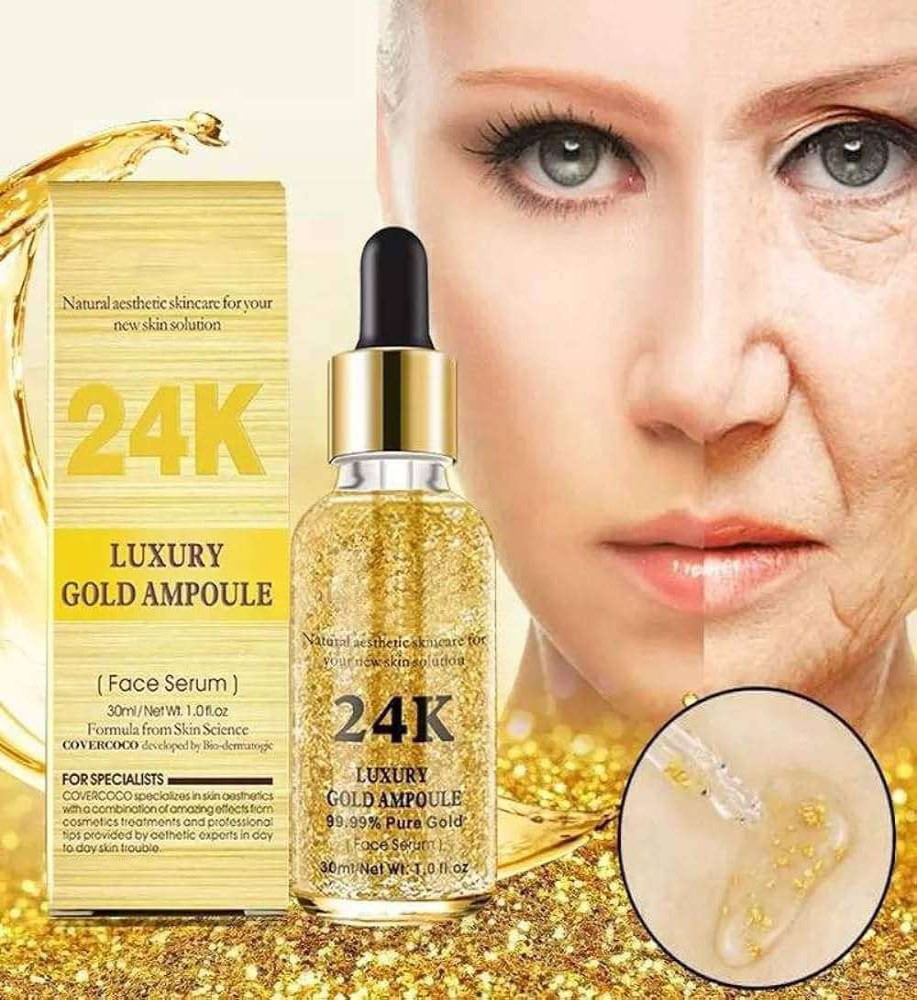 Natural aesthetic skincare for your
new skin solution
24K
LUXURY
GOLD AMPOULE
( Face Serum )
30ml/Net Wt. 1.0 fl.oz
Formula from Skin Science
COVERCOCO developed by Bio-dermatogic
FOR SPECIALISTS
COVERCOCO specializes in skin aesthetics
with a combination of amazing effects from
cosmetics treatments and professional
tips provided by aethetic experts in day
to day skin trouble.
Natural aesthetic skincare for
your new skin solution
24K
LUXURY
GOLD AMPOULE
99.99% Pure Gold
( Face Serum )
30ml/Net Wt. 1.0 fl.oz